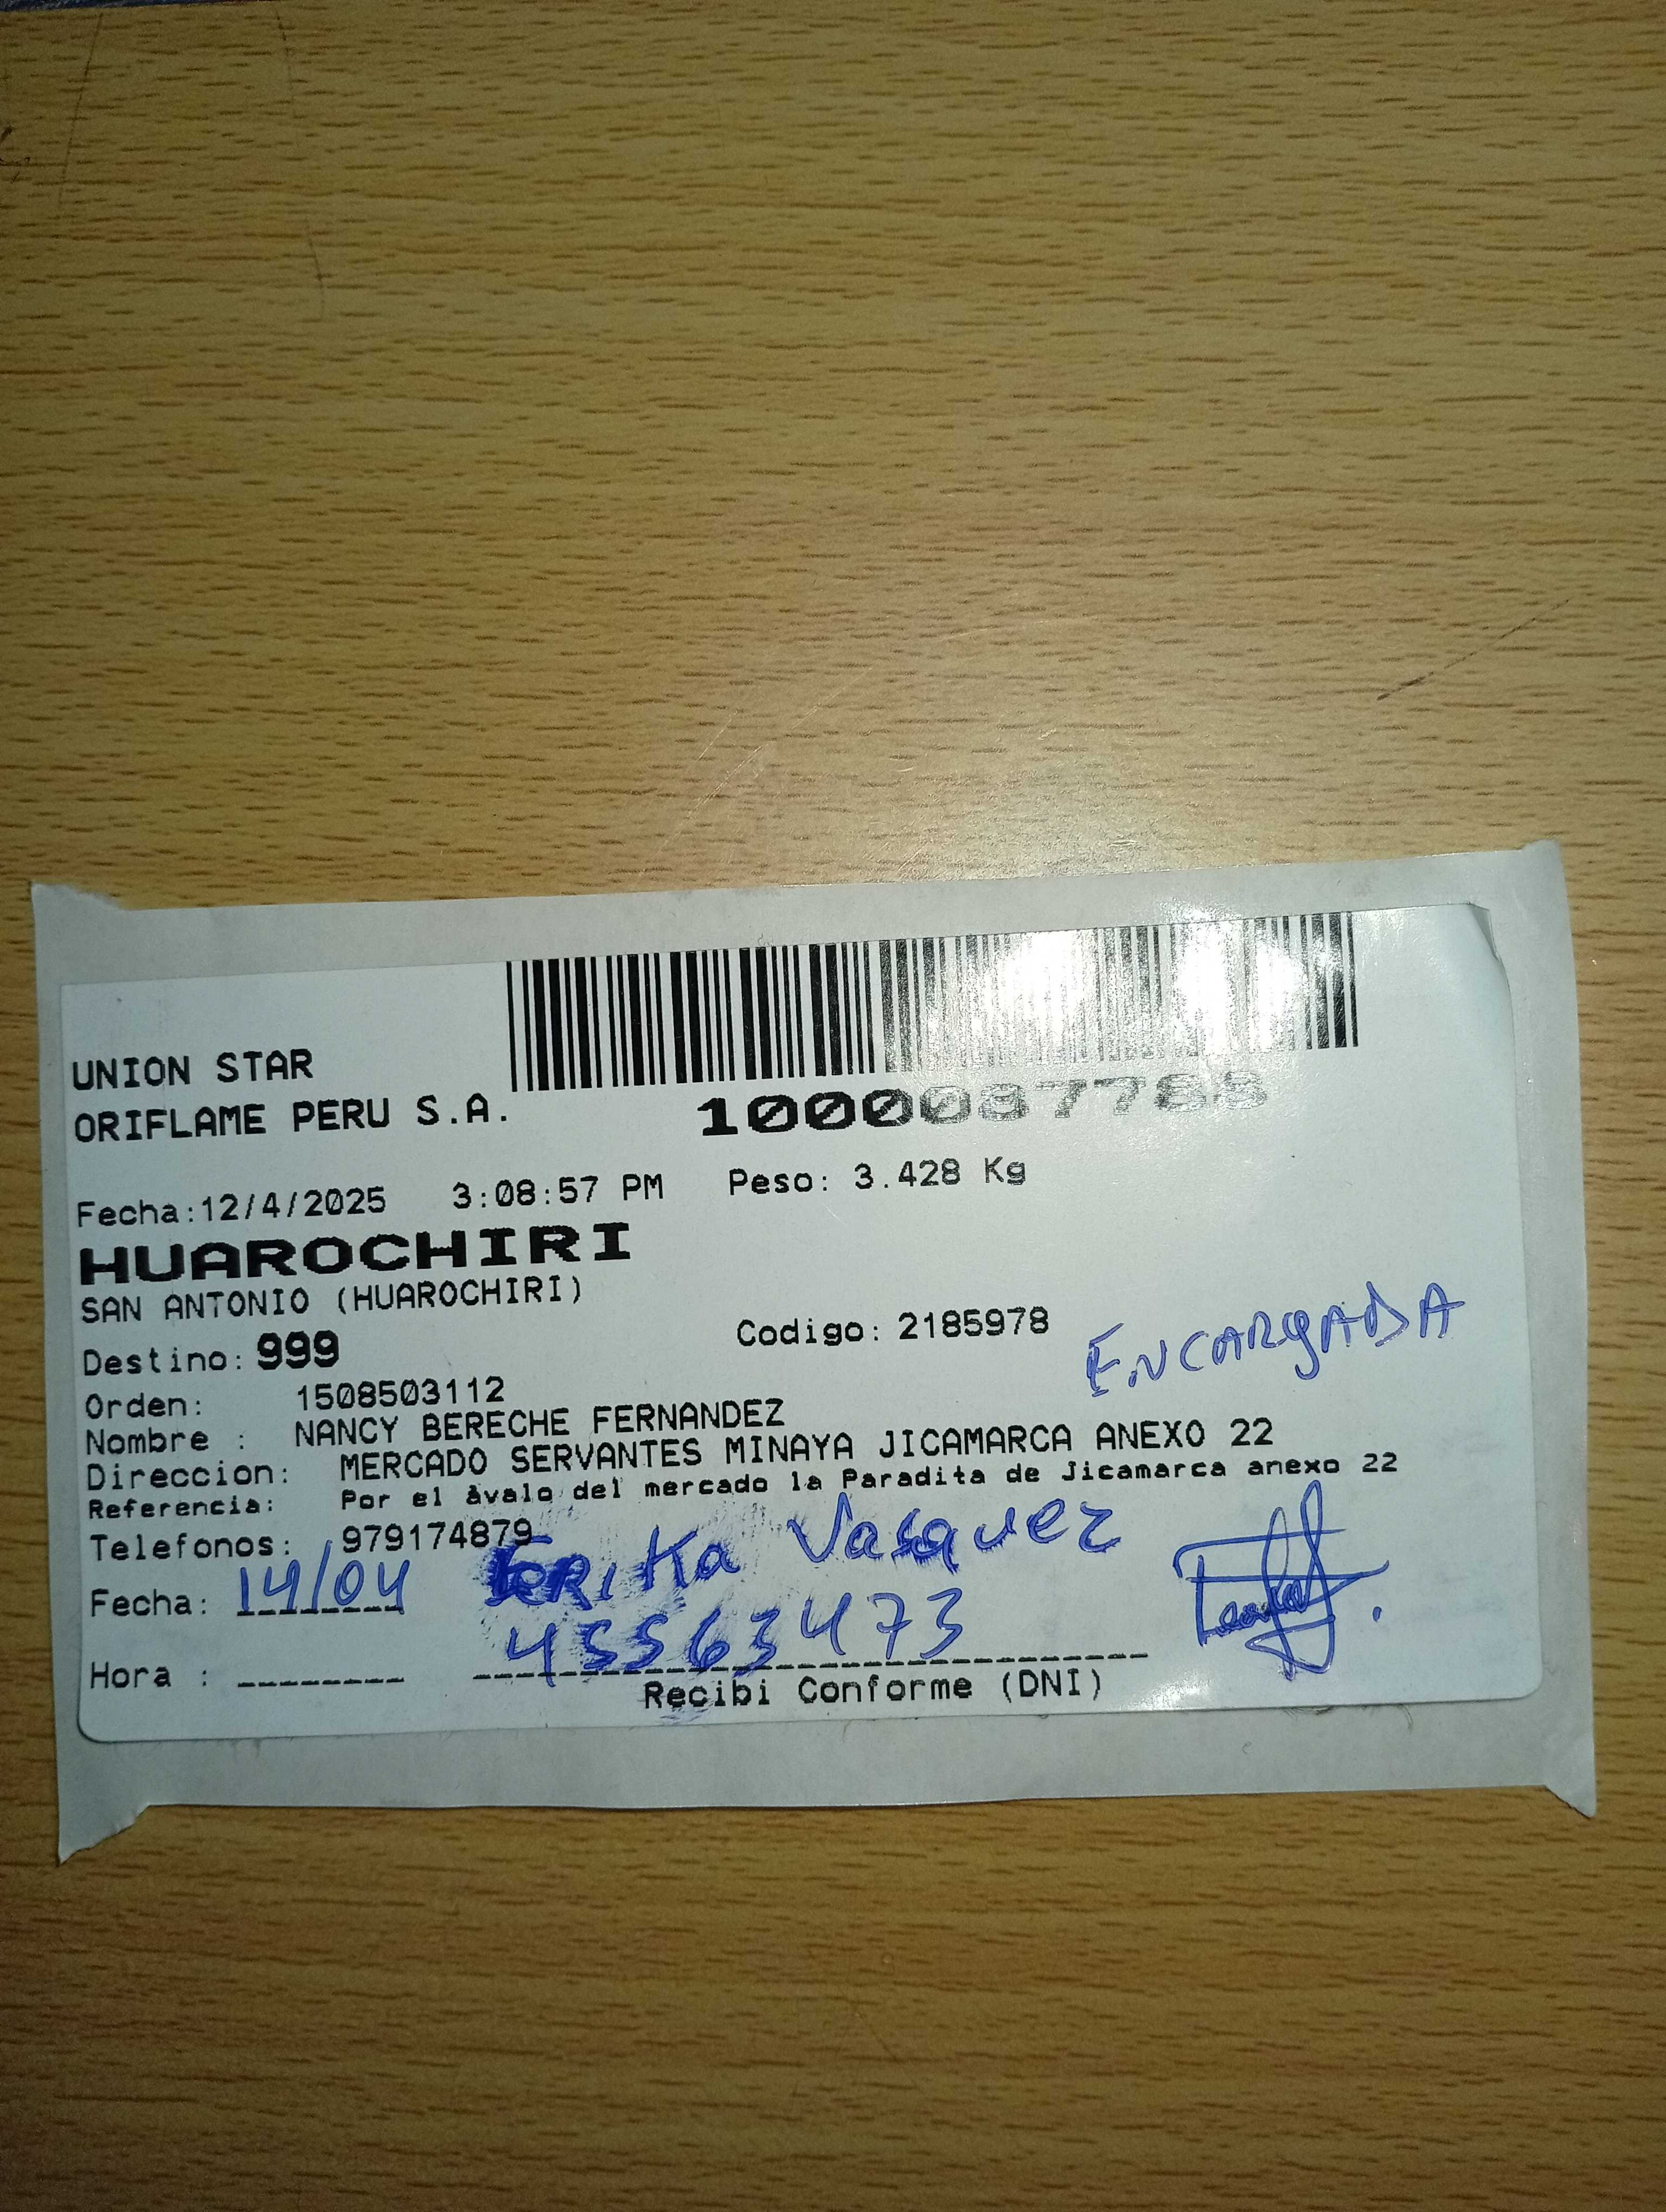 UNION STAR
ORIFLAME PERU S.A.
1000087788
Fecha:12/4/2025 3:08:57 PM Peso: 3.428 Kg
HUAROCHIRI
SAN ANTONIO (HUAROCHIRI)
Destino: 999 Codigo: 2185978 ENCARgADA
Orden: 1508503112
Nombre : NANCY BERECHE FERNANDEZ
Direccion: MERCADO SERVANTES MINAYA JICAMARCA ANEXO 22
Referencia: Por el àvalo del mercado la Paradita de Jicamarca anexo 22
Telefonos: 979174879
Fecha: 14/04 ERiKa Vasquez
45563473
Hora :
Recibi Conforme (DNI)